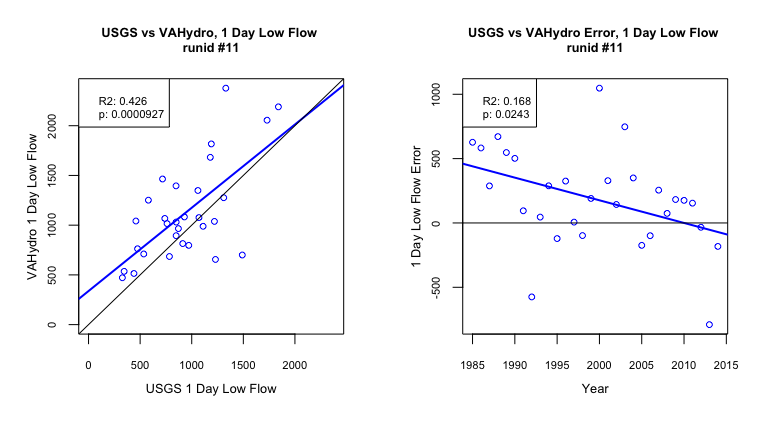 USGS vs VAHydro, 1 Day Low Flow
runid #11
R2: 0.426
p: 0.0000927
VAHydro 1 Day Low Flow
2000
1500
1000
500
0
0 500 1000 1500 2000
USGS 1 Day Low Flow
USGS vs VAHydro Error, 1 Day Low Flow
runid #11
R2: 0.168
p: 0.0243
1 Day Low Flow Error
1000
500
0
-500
1985 1990 1995 2000 2005 2010 2015
Year